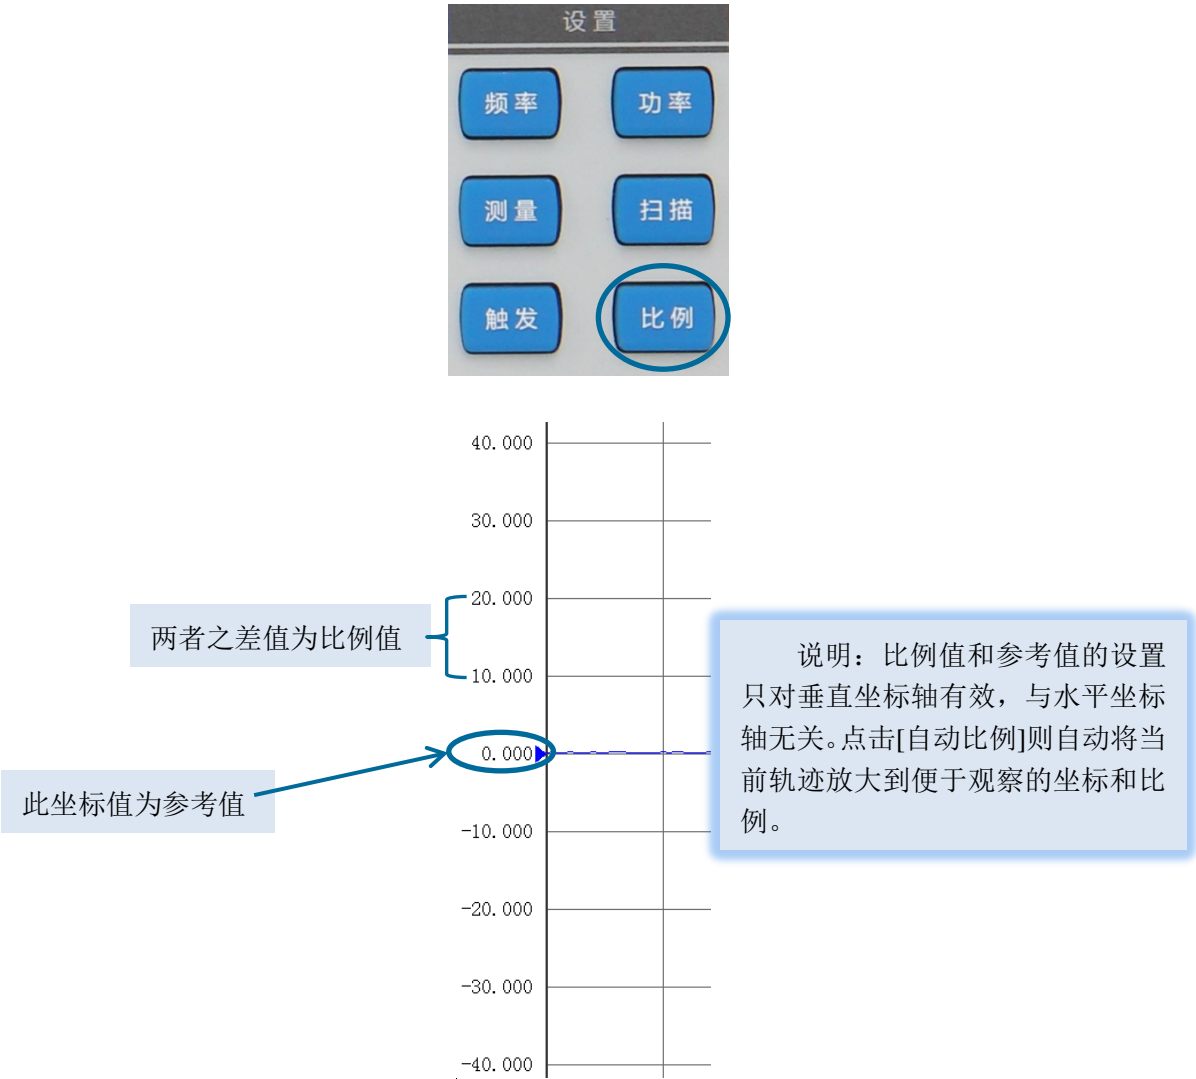 设置
频率 功率
测量 扫描
触发 比例
40.000
30.000
20.000
两者之差值为比例值
10.000
0.000
此坐标值为参考值
-10.000
-20.000
-30.000
-40.000
说明：比例值和参考值的设置
只对垂直坐标轴有效，与水平坐标
轴无关。点击[自动比例]则自动将当
前轨迹放大到便于观察的坐标和比
例。